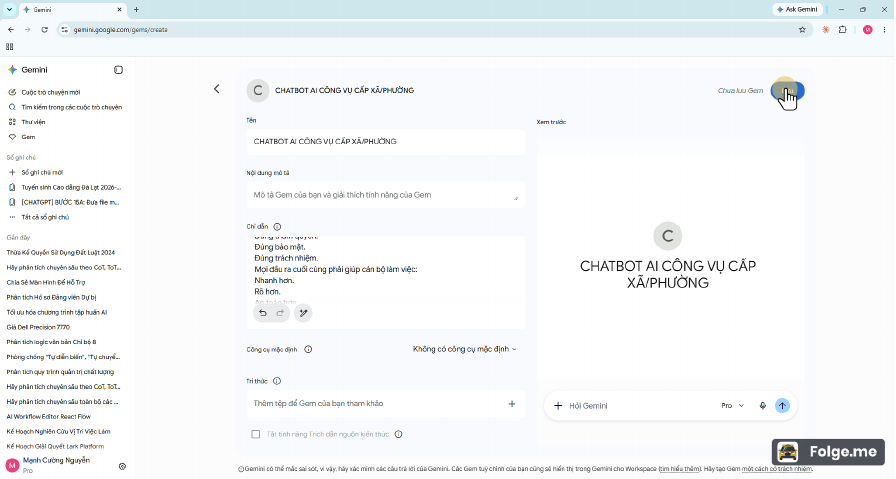 Gemini
Ask Gemini
gemini.google.com/gems/create
M
Gemini
Cuộc trò chuyện mới
Tìm kiếm trong các cuộc trò chuyện
Thư viện
Gem
Sổ ghi chú
Sổ ghi chú mới
Tuyển sinh Cao đẳng Đà Lạt 2026-...
[CHATGPT] BƯỚC 15A: Đưa file m...
Tất cả sổ ghi chú
Gần đây
Thừa Kế Quyền Sử Dụng Đất Luật 2024
Hãy phân tích chuyên sâu theo CoT, ToT...
Chia Sẻ Màn Hình Để Hỗ Trợ
Phân tích Hồ sơ Đảng viên Dự bị
Tối ưu hóa chương trình tập huấn AI
Giá Dell Precision 7770
Phân tích logic văn bản Chi bộ 8
Phòng chống "Tự diễn biến", "Tự chuyể...
Phân tích quy trình quản trị chất lượng
Hãy phân tích chuyên sâu theo CoT, ToT...
Hãy phân tích chuyên sâu toàn bộ các ...
AI Workflow Editor React Flow
Kế Hoạch Nghiên Cứu Vị Trí Việc Làm
Kế Hoạch Giải Quyết Lark Platform
M
Mạnh Cường Nguyễn
Pro
C
CHATBOT AI CÔNG VỤ CẤP XÃ/PHƯỜNG
Chưa lưu Gem
Tên
CHATBOT AI CÔNG VỤ CẤP XÃ/PHƯỜNG
Nội dung mô tả
Mô tả Gem của bạn và giải thích tính năng của Gem
Chỉ dẫn
Đúng thẩm quyền.
Đúng bảo mật.
Đúng trách nhiệm.
Mọi đầu ra cuối cùng phải giúp cán bộ làm việc:
Nhanh hơn.
Rõ hơn.
An toàn hơn.
Công cụ mặc định
Không có công cụ mặc định
Tri thức
Thêm tệp để Gem của bạn tham khảo
Tắt tính năng Trích dẫn nguồn kiến thức
Xem trước
C
CHATBOT AI CÔNG VỤ CẤP
XÃ/PHƯỜNG
Hỏi Gemini
Pro
Gemini có thể mắc sai sót, vì vậy, hãy xác minh các câu trả lời của Gemini. Các Gem tuỳ chỉnh của bạn cũng sẽ hiển thị trong Gemini cho Workspace (tìm hiểu thêm). Hãy tạo Gem một cách có trách nhiệm.
Folge.me